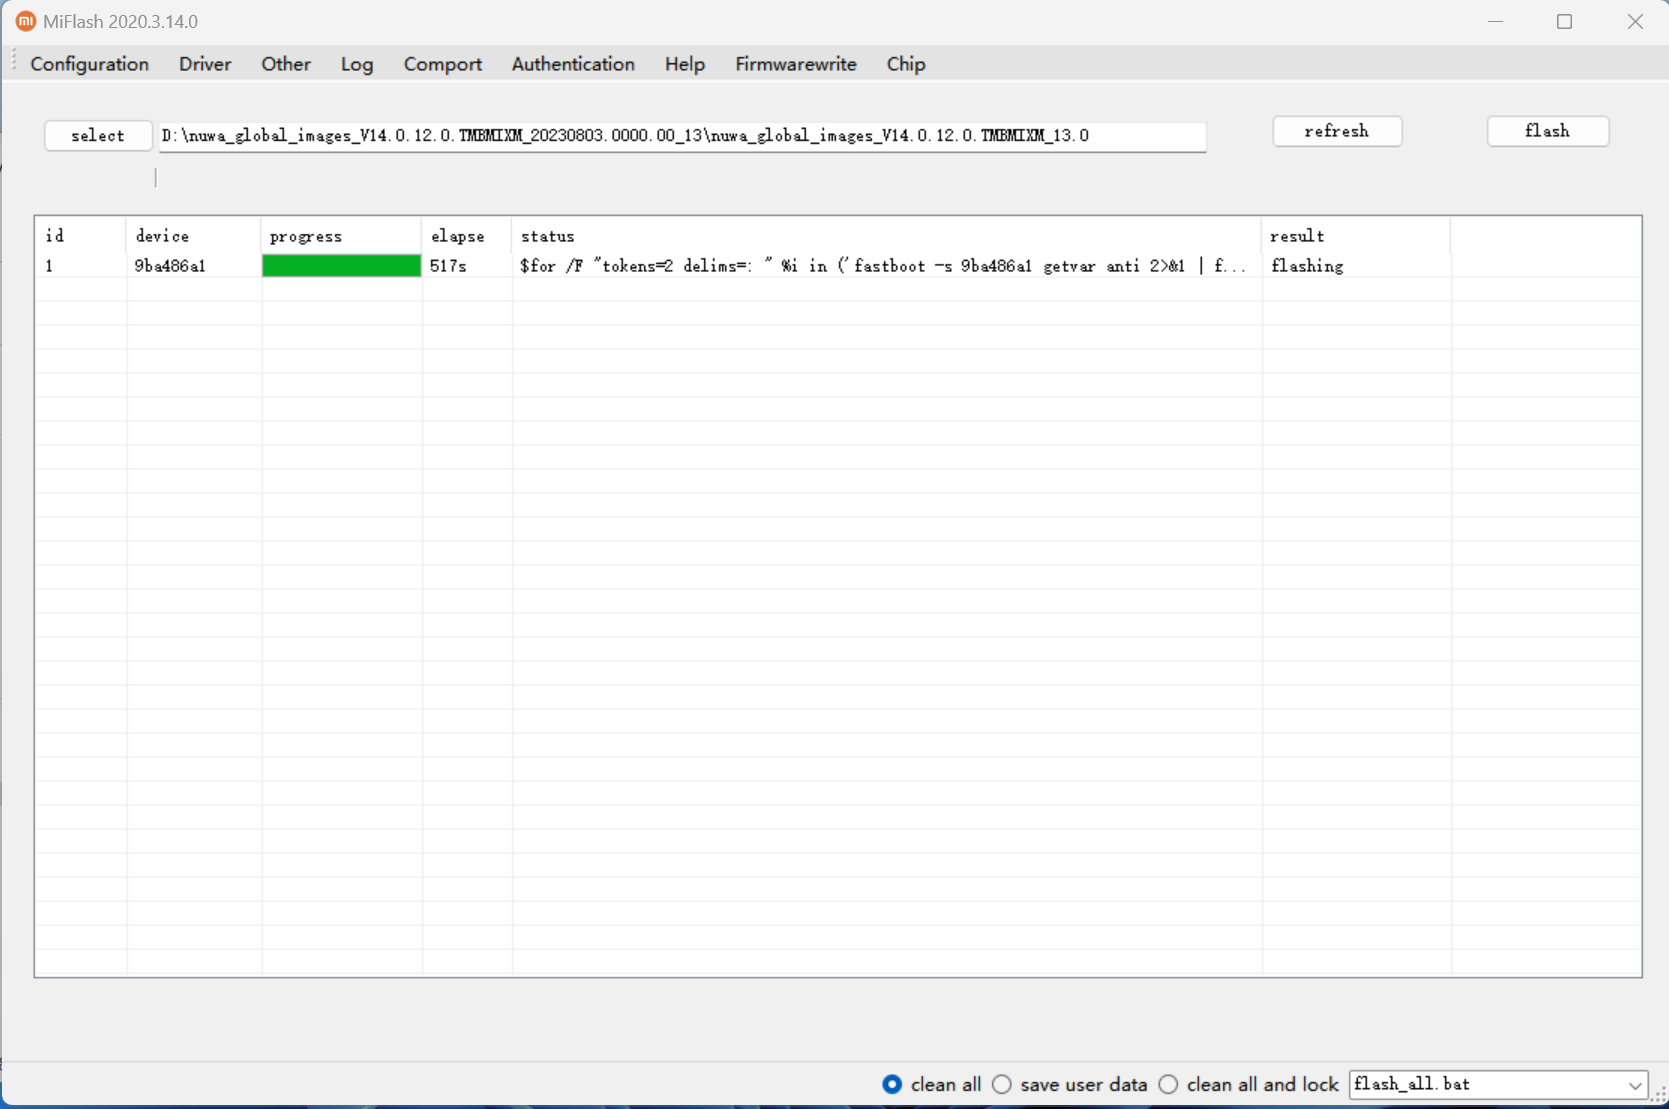 MiFlash 2020.3.14.0
Configuration Driver Other Log Comport Authentication Help Firmwarewrite Chip
select D:\nuwa_global_images_V14.0.12.0.TMBMIXM_20230803.0000.00_13\nuwa_global_images_V14.0.12.0.TMBMIXM_13.0 refresh flash
id device progress elapse status result
1 9ba486a1 517s $for /F "tokens=2 delims=: " %i in ('fastboot -s 9ba486a1 getvar anti 2>&1 | f... flashing
clean all save user data clean all and lock flash_all.bat